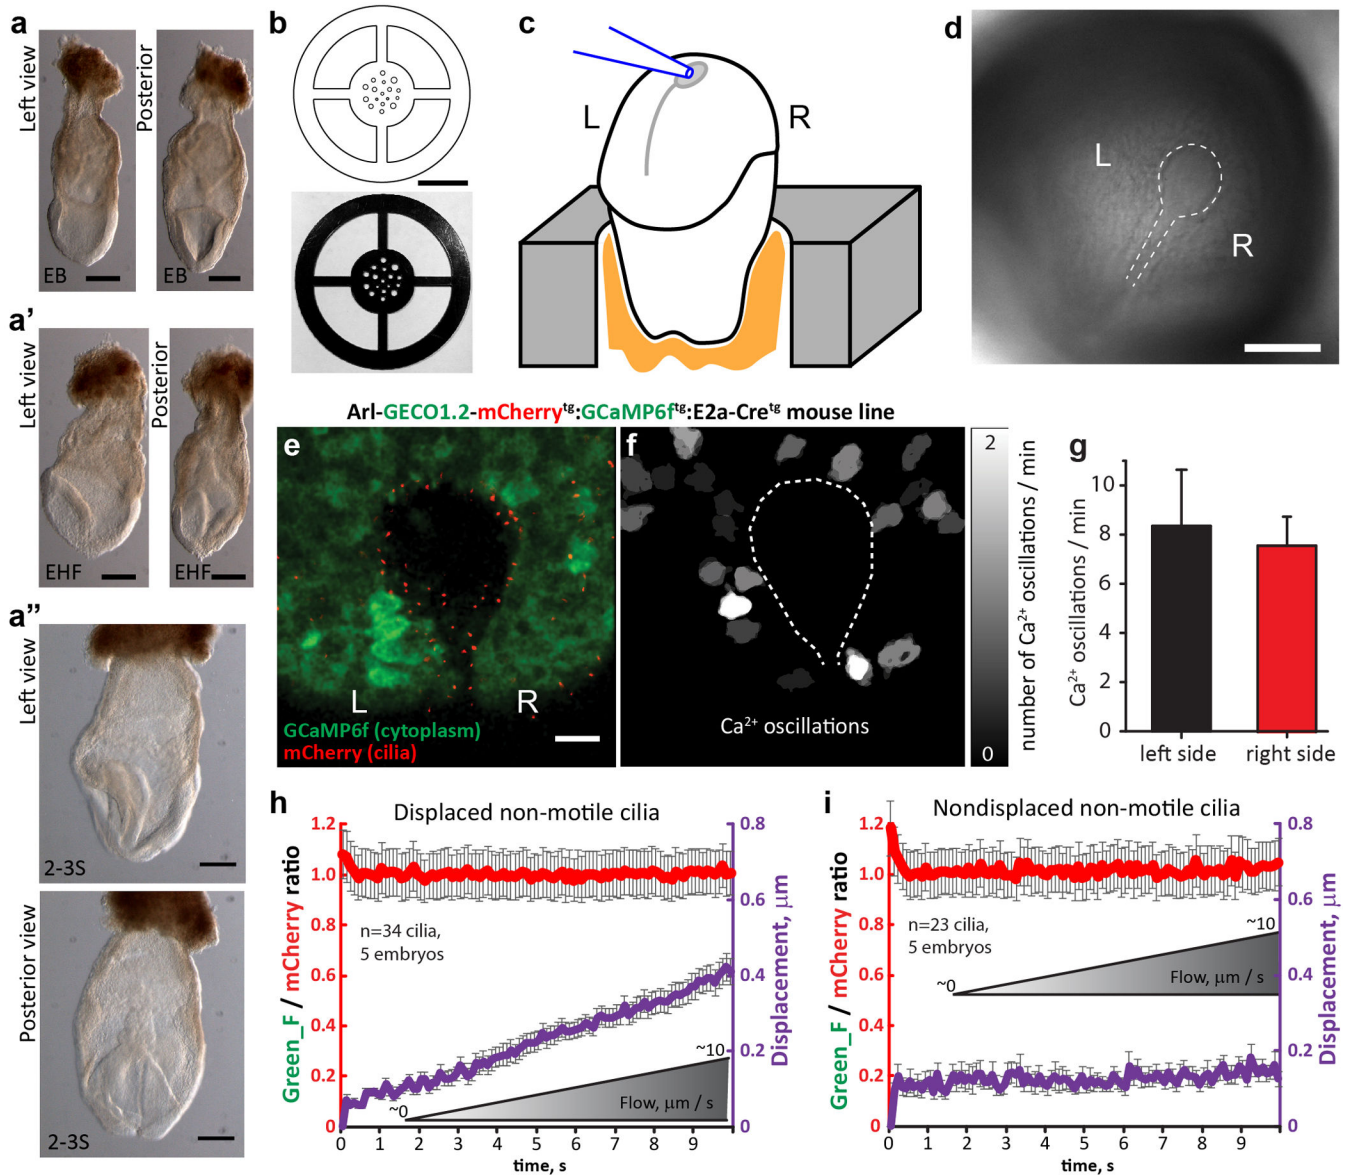 a
Left view
EB
Posterior
EB
a'
Left view
EHF
Posterior
EHF
a"
Left view
2-3S
Posterior view
2-3S
b
c
L
R
d
L
R
Arl-GECO1.2-mCherrytg:GCaMP6ftg:E2a-Cretg mouse line
e
L
R
GCaMP6f (cytoplasm)
mCherry (cilia)
f
Ca2+ oscillations
2
0
number of Ca2+ oscillations / min
g
Ca2+ oscillations / min
10
8
6
4
2
0
left side
right side
h
Displaced non-motile cilia
Green_F / mCherry ratio
1.2
1.0
0.8
0.6
0.4
0.2
0
n=34 cilia,
5 embryos
~0
~10
Flow, μm / s
0.8
0.6
0.4
0.2
0
Displacement, μm
0 1 2 3 4 5 6 7 8 9
time, s
i
Nondisplaced non-motile cilia
Green_F / mCherry ratio
1.2
1.0
0.8
0.6
0.4
0.2
0
n=23 cilia,
5 embryos
~0
~10
Flow, μm / s
0.8
0.6
0.4
0.2
0
Displacement, μm
0 1 2 3 4 5 6 7 8 9
time, s